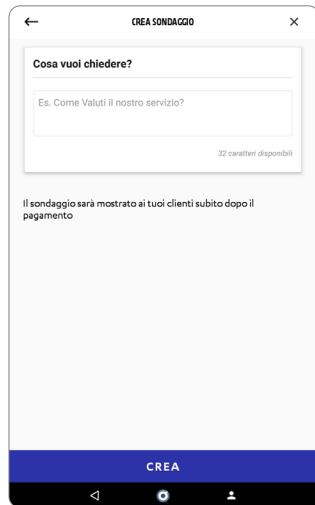 CREA SONDAGGIO
Cosa vuoi chiedere?
Es. Come Valuti il nostro servizio?
32 caratteri disponibili
Il sondaggio sarà mostrato ai tuoi clienti subito dopo il
pagamento
CREA